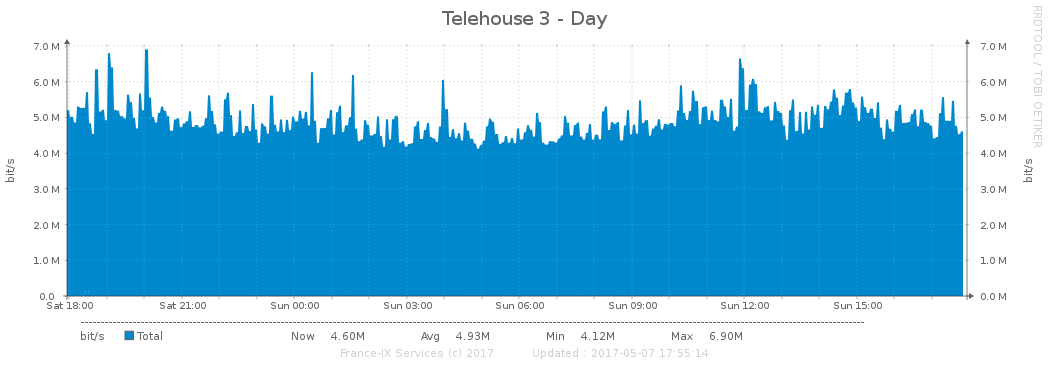 Telehouse 3 - Day
RRDTOOL / TOBI OETIKER
bit/s
7.0 M
6.0 M
5.0 M
4.0 M
3.0 M
2.0 M
1.0 M
0.0
7.0 M
6.0 M
5.0 M
4.0 M
3.0 M
2.0 M
1.0 M
0.0 M
bit/s
Sat 18:00 Sat 21:00 Sun 00:00 Sun 03:00 Sun 06:00 Sun 09:00 Sun 12:00 Sun 15:00
bit/s Total Now 4.60M Avg 4.93M Min 4.12M Max 6.90M
France-IX Services (c) 2017 Updated : 2017-05-07 17:55:14